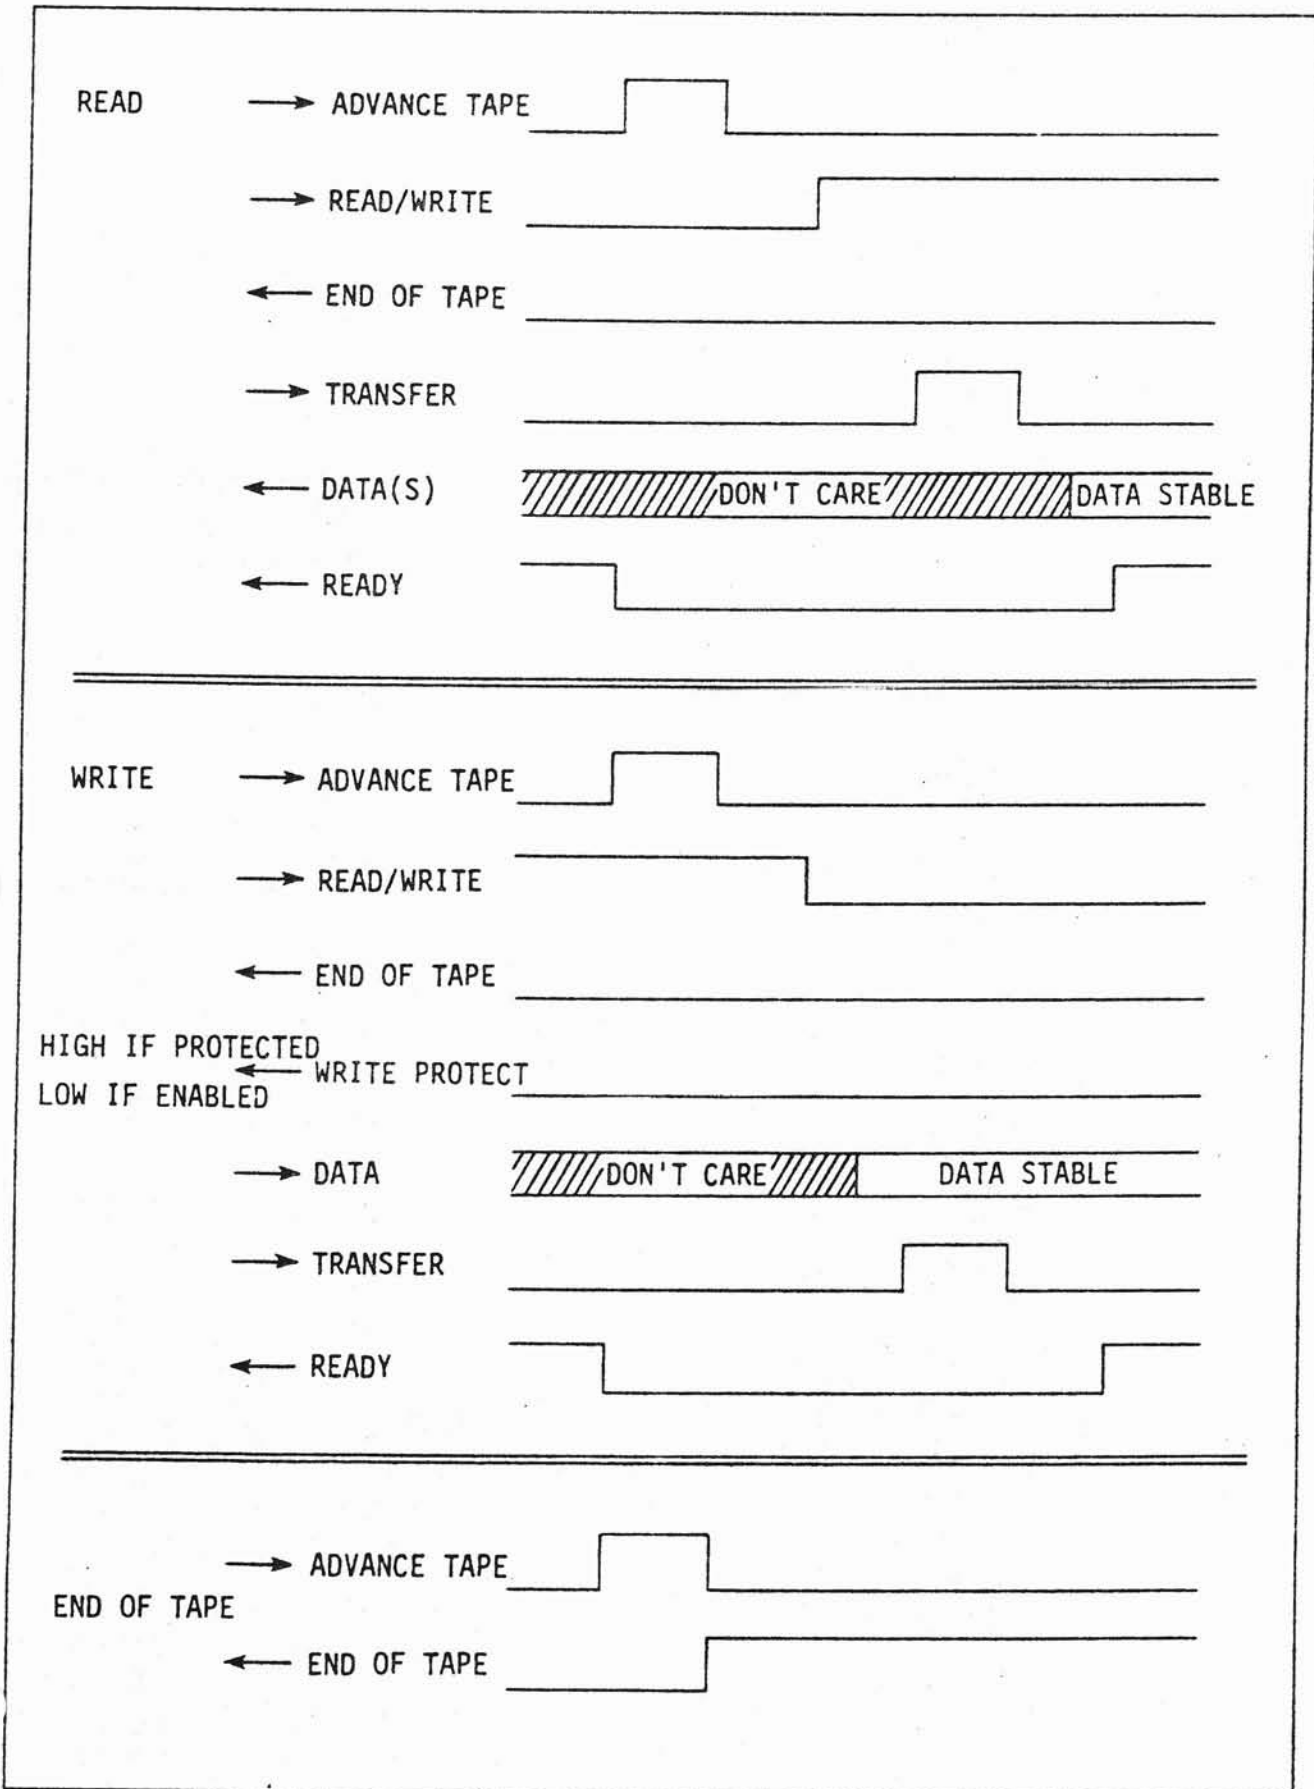 READ → ADVANCE TAPE
→ READ/WRITE
← END OF TAPE
→ TRANSFER
← DATA(S) DON'T CARE DATA STABLE
← READY
WRITE → ADVANCE TAPE
→ READ/WRITE
← END OF TAPE
HIGH IF PROTECTED
← WRITE PROTECT
LOW IF ENABLED
→ DATA DON'T CARE DATA STABLE
→ TRANSFER
← READY
→ ADVANCE TAPE
END OF TAPE
← END OF TAPE